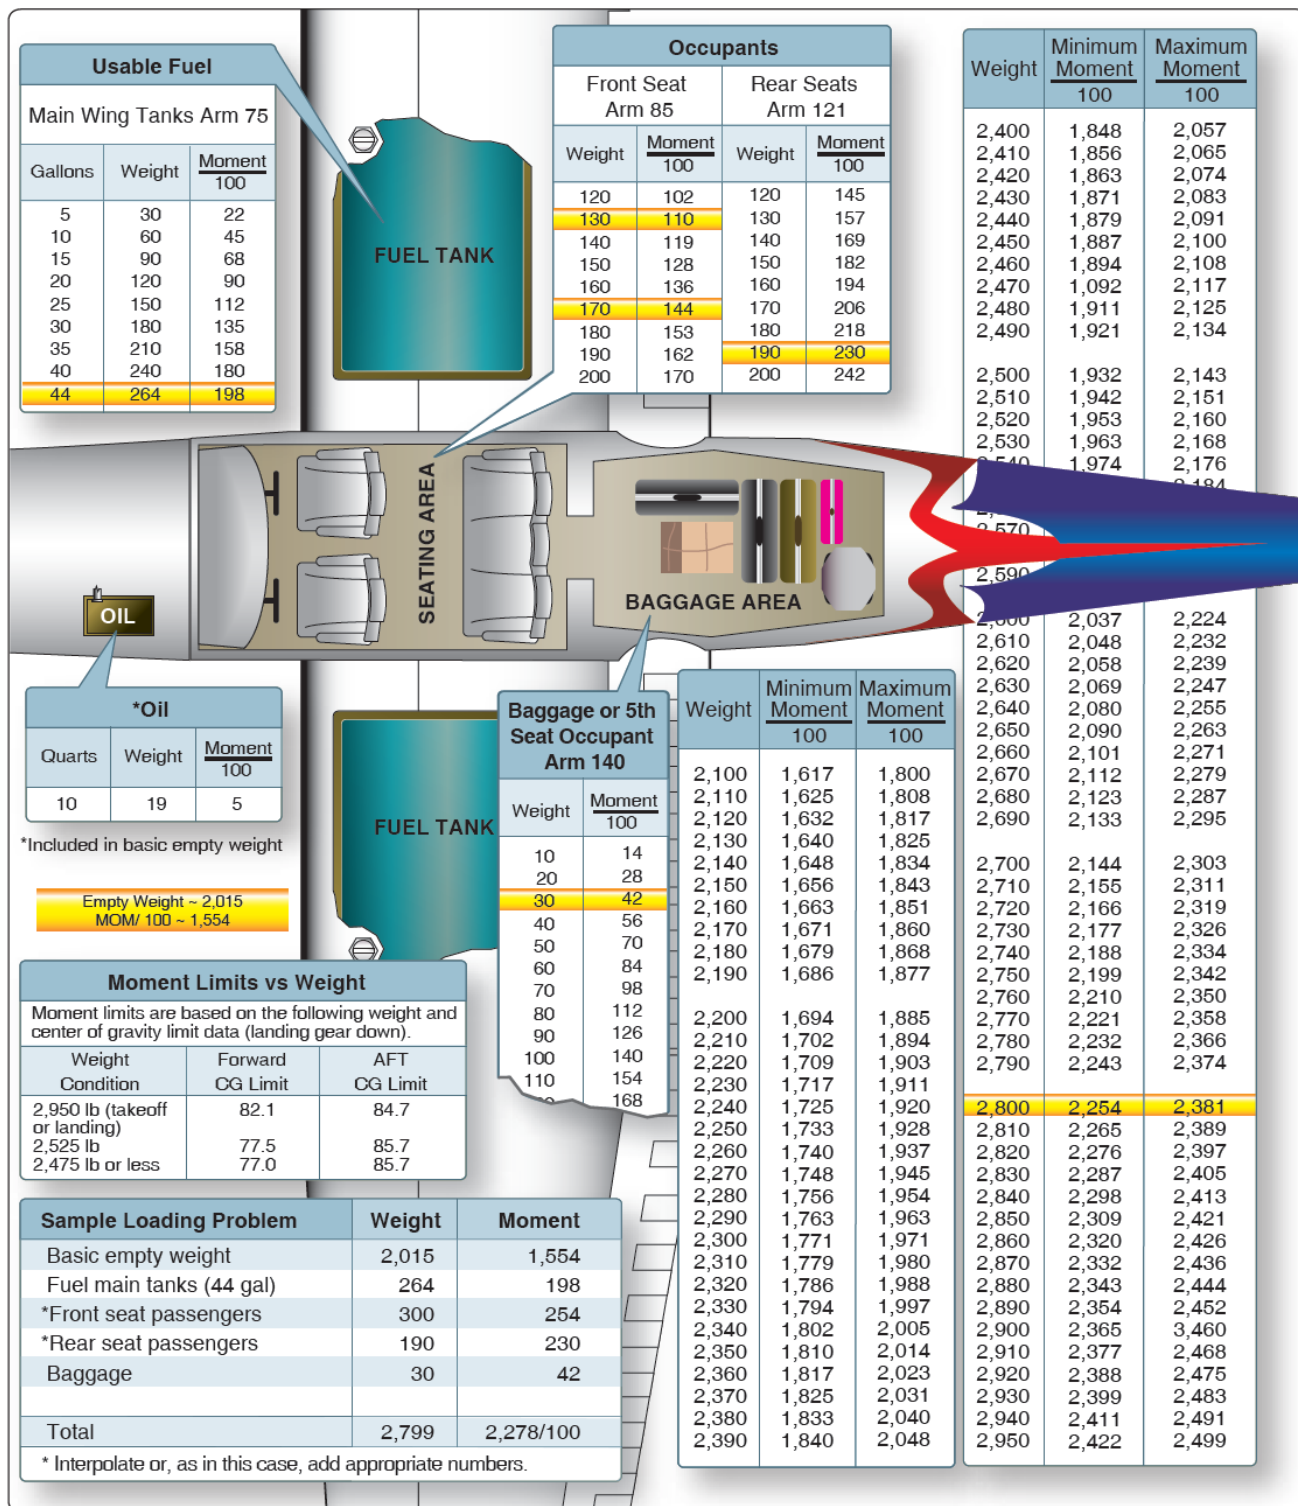 Usable Fuel
Main Wing Tanks Arm 75
Gallons Weight Moment/100
5 30 22
10 60 45
15 90 68
20 120 90
25 150 112
30 180 135
35 210 158
40 240 180
44 264 198
FUEL TANK
Occupants
Front Seat Rear Seats
Arm 85 Arm 121
Weight Moment/100 Weight Moment/100
120 102 120 145
130 110 130 157
140 119 140 169
150 128 150 182
160 136 160 194
170 144 170 206
180 153 180 218
190 162 190 230
200 170 200 242
Weight Minimum Moment/100 Maximum Moment/100
2,400 1,848 2,057
2,410 1,856 2,065
2,420 1,863 2,074
2,430 1,871 2,083
2,440 1,879 2,091
2,450 1,887 2,100
2,460 1,894 2,108
2,470 1,092 2,117
2,480 1,911 2,125
2,490 1,921 2,134
2,500 1,932 2,143
2,510 1,942 2,151
2,520 1,953 2,160
2,530 1,963 2,168
2,540 1,974 2,176
2,184
2,570
2,590
2,600 2,037 2,224
2,610 2,048 2,232
2,620 2,058 2,239
2,630 2,069 2,247
2,640 2,080 2,255
2,650 2,090 2,263
2,660 2,101 2,271
2,670 2,112 2,279
2,680 2,123 2,287
2,690 2,133 2,295
2,700 2,144 2,303
2,710 2,155 2,311
2,720 2,166 2,319
2,730 2,177 2,326
2,740 2,188 2,334
2,750 2,199 2,342
2,760 2,210 2,350
2,770 2,221 2,358
2,780 2,232 2,366
2,790 2,243 2,374
2,800 2,254 2,381
2,810 2,265 2,389
2,820 2,276 2,397
2,830 2,287 2,405
2,840 2,298 2,413
2,850 2,309 2,421
2,860 2,320 2,426
2,870 2,332 2,436
2,880 2,343 2,444
2,890 2,354 2,452
2,900 2,365 3,460
2,910 2,377 2,468
2,920 2,388 2,475
2,930 2,399 2,483
2,940 2,411 2,491
2,950 2,422 2,499
SEATING AREA
BAGGAGE AREA
OIL
*Oil
Quarts Weight Moment/100
10 19 5
*Included in basic empty weight
Empty Weight ~ 2,015
MOM/ 100 ~ 1,554
FUEL TANK
Baggage or 5th
Seat Occupant
Arm 140
Weight Moment/100
10 14
20 28
30 42
40 56
50 70
60 84
70 98
80 112
90 126
100 140
110 154
168
Weight Minimum Moment/100 Maximum Moment/100
2,100 1,617 1,800
2,110 1,625 1,808
2,120 1,632 1,817
2,130 1,640 1,825
2,140 1,648 1,834
2,150 1,656 1,843
2,160 1,663 1,851
2,170 1,671 1,860
2,180 1,679 1,868
2,190 1,686 1,877
2,200 1,694 1,885
2,210 1,702 1,894
2,220 1,709 1,903
2,230 1,717 1,911
2,240 1,725 1,920
2,250 1,733 1,928
2,260 1,740 1,937
2,270 1,748 1,945
2,280 1,756 1,954
2,290 1,763 1,963
2,300 1,771 1,971
2,310 1,779 1,980
2,320 1,786 1,988
2,330 1,794 1,997
2,340 1,802 2,005
2,350 1,810 2,014
2,360 1,817 2,023
2,370 1,825 2,031
2,380 1,833 2,040
2,390 1,840 2,048
Moment Limits vs Weight
Moment limits are based on the following weight and
center of gravity limit data (landing gear down).
Weight Forward AFT
Condition CG Limit CG Limit
2,950 lb (takeoff 82.1 84.7
or landing)
2,525 lb 77.5 85.7
2,475 lb or less 77.0 85.7
Sample Loading Problem Weight Moment
Basic empty weight 2,015 1,554
Fuel main tanks (44 gal) 264 198
*Front seat passengers 300 254
*Rear seat passengers 190 230
Baggage 30 42
Total 2,799 2,278/100
* Interpolate or, as in this case, add appropriate numbers.